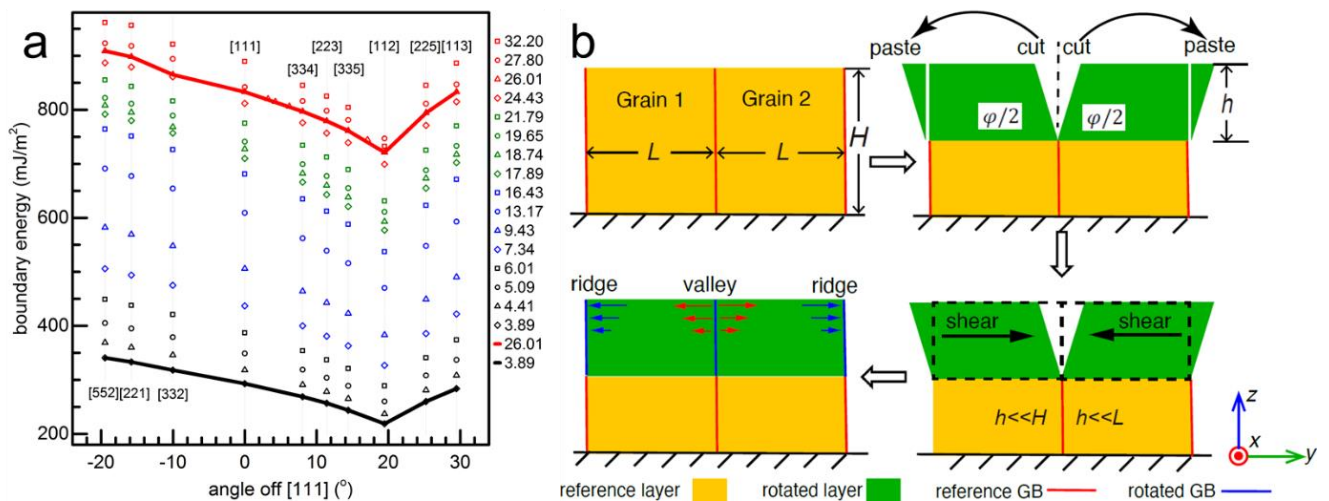 a
boundary energy (mJ/m²)
800
600
400
200
-20 -10 0 10 20 30
angle off [111] (°)
[111] [223] [112] [225] [113]
[334] [335]
[552] [221] [332]
32.20
27.80
26.01
24.43
21.79
19.65
18.74
17.89
16.43
13.17
9.43
7.34
6.01
5.09
4.41
3.89
26.01
3.89
b
Grain 1 Grain 2
L L
H
paste cut cut paste
φ/2 φ/2
h
ridge valley ridge
shear shear
h<<H h<<L
z
x y
reference layer rotated layer reference GB rotated GB